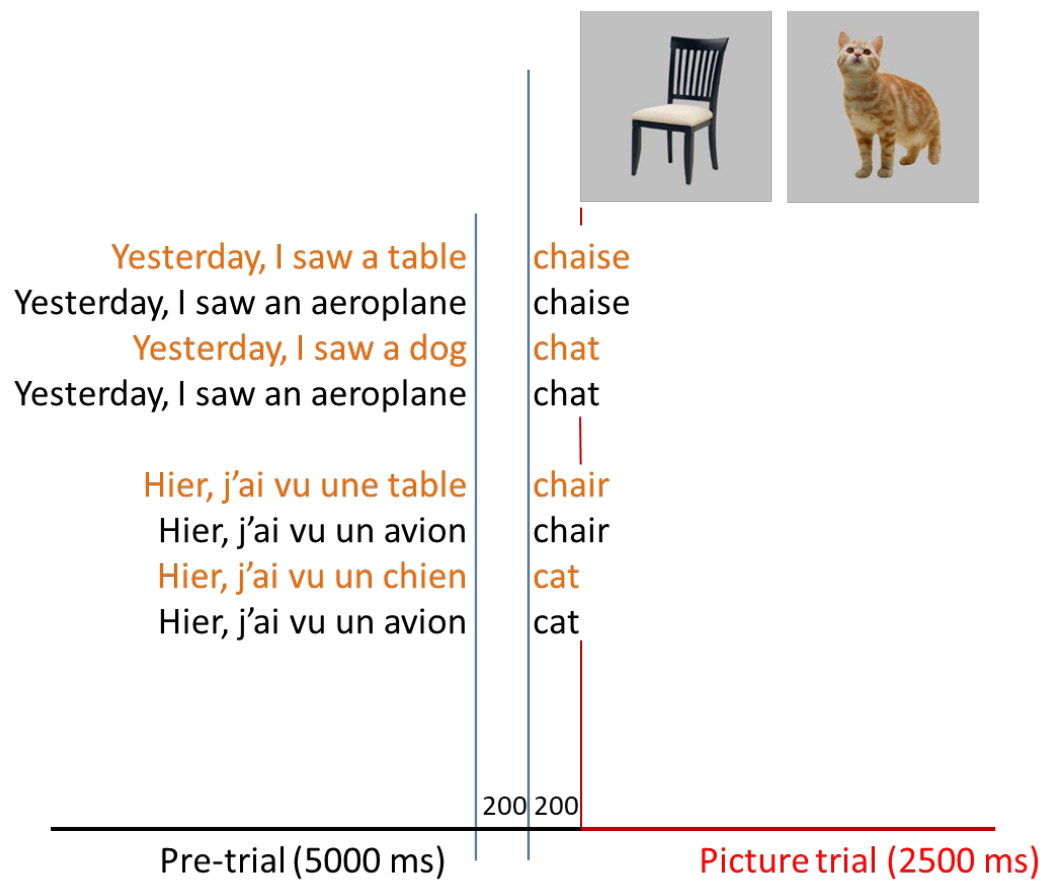 Yesterday, I saw a table chaise
Yesterday, I saw an aeroplane chaise
Yesterday, I saw a dog chat
Yesterday, I saw an aeroplane chat
Hier, j’ai vu une table chair
Hier, j’ai vu un avion chair
Hier, j’ai vu un chien cat
Hier, j’ai vu un avion cat
200 200
Pre-trial (5000 ms) Picture trial (2500 ms)